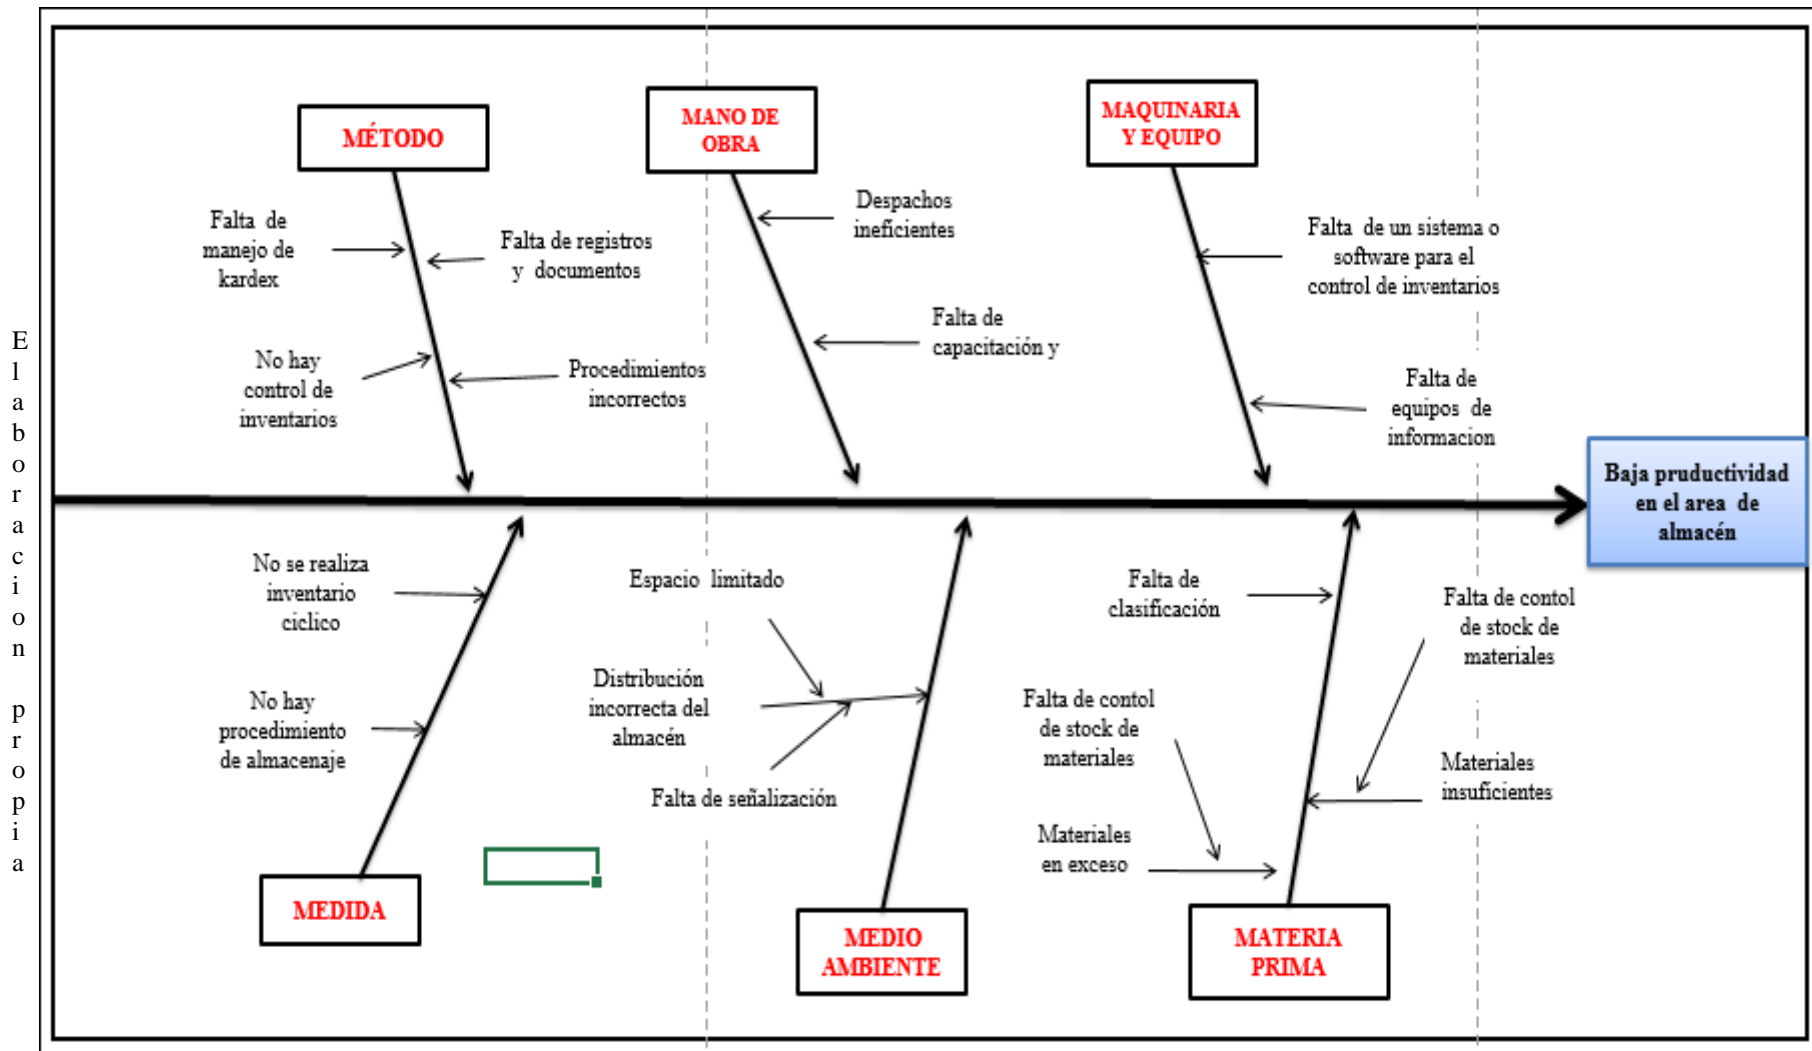 Elaboracion propia
MÉTODO
MANO DE
OBRA
MAQUINARIA
Y EQUIPO
Falta de
manejo de
kardex
Falta de registros
y documentos
No hay
control de
inventarios
Procedimientos
incorrectos
Despachos
ineficientes
Falta de
capacitación y
Falta de un sistema o
software para el
control de inventarios
Falta de
equipos de
informacion
Baja pruductividad
en el area de
almacén
No se realiza
inventario
ciclico
No hay
procedimiento
de almacenaje
Espacio limitado
Distribución
incorrecta del
almacén
Falta de señalización
Falta de
clasificación
Falta de contol
de stock de
materiales
Falta de contol
de stock de
materiales
Materiales
insuficientes
Materiales
en exceso
MEDIDA
MEDIO
AMBIENTE
MATERIA
PRIMA